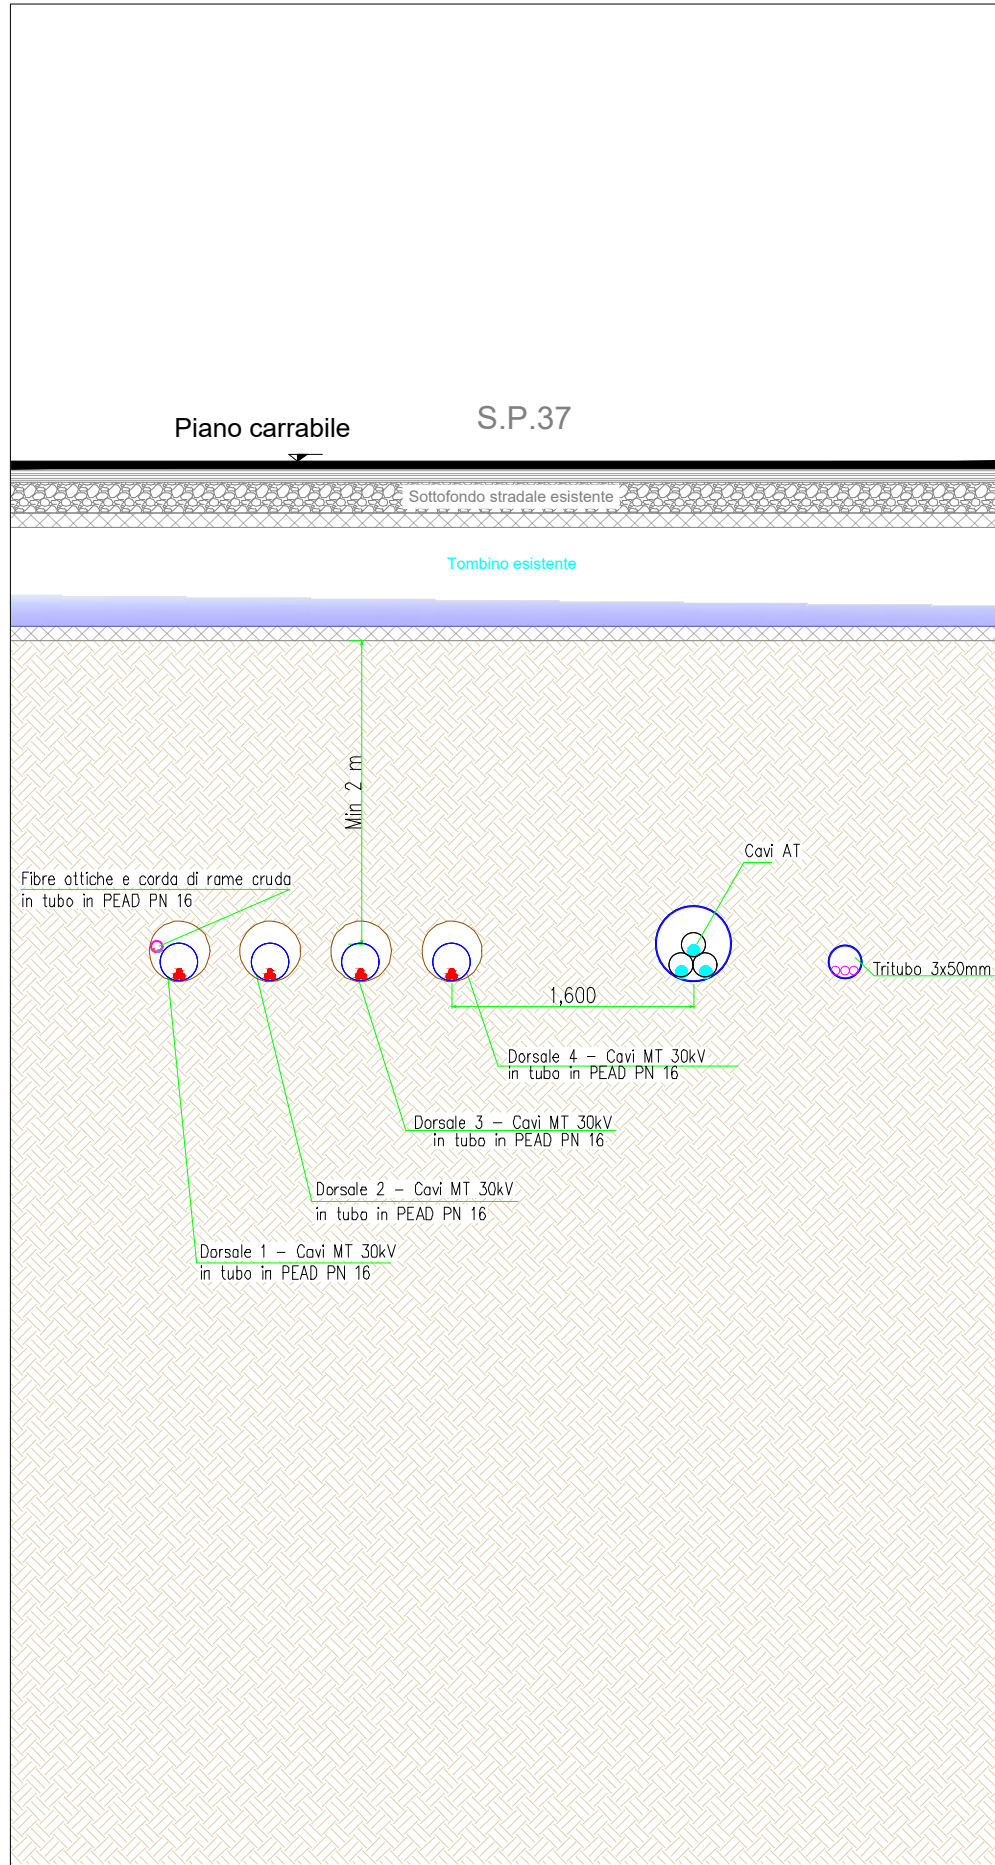 S.P.37
Piano carrabile
Sottofondo stradale esistente
Tombino esistente
Min 2 m
Cavi AT
Fibre ottiche e corda di rame cruda
in tubo in PEAD PN 16
Tritubo 3x50mm
1,600
Dorsale 4 – Cavi MT 30kV
in tubo in PEAD PN 16
Dorsale 3 – Cavi MT 30kV
in tubo in PEAD PN 16
Dorsale 2 – Cavi MT 30kV
in tubo in PEAD PN 16
Dorsale 1 – Cavi MT 30kV
in tubo in PEAD PN 16